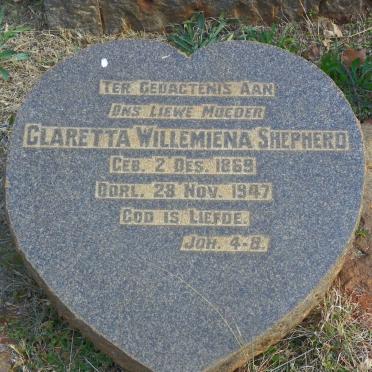 Ter Gedagtenis Aan
Ons Liewe Moeder
Claretta Willemiena Shepherd
Geb. 2 Des. 1869
Oorl. 28 Nov. 1947
God is Liefde.
Joh. 4-8.